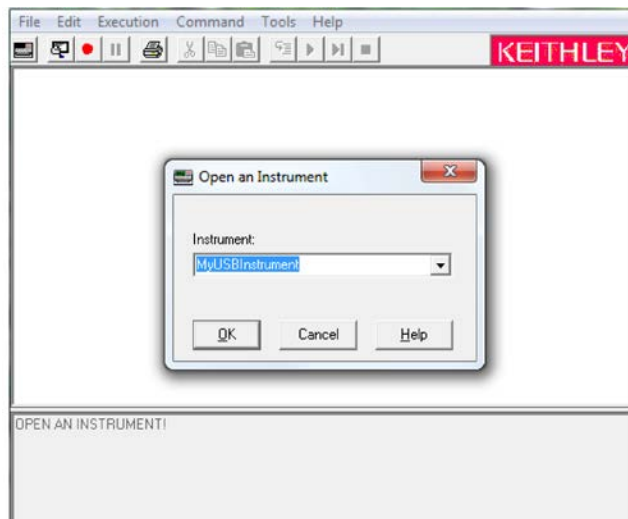 File Edit Execution Command Tools Help
KEITHLEY
Open an Instrument
Instrument:
MyUSBInstrument
OK Cancel Help
OPEN AN INSTRUMENT!